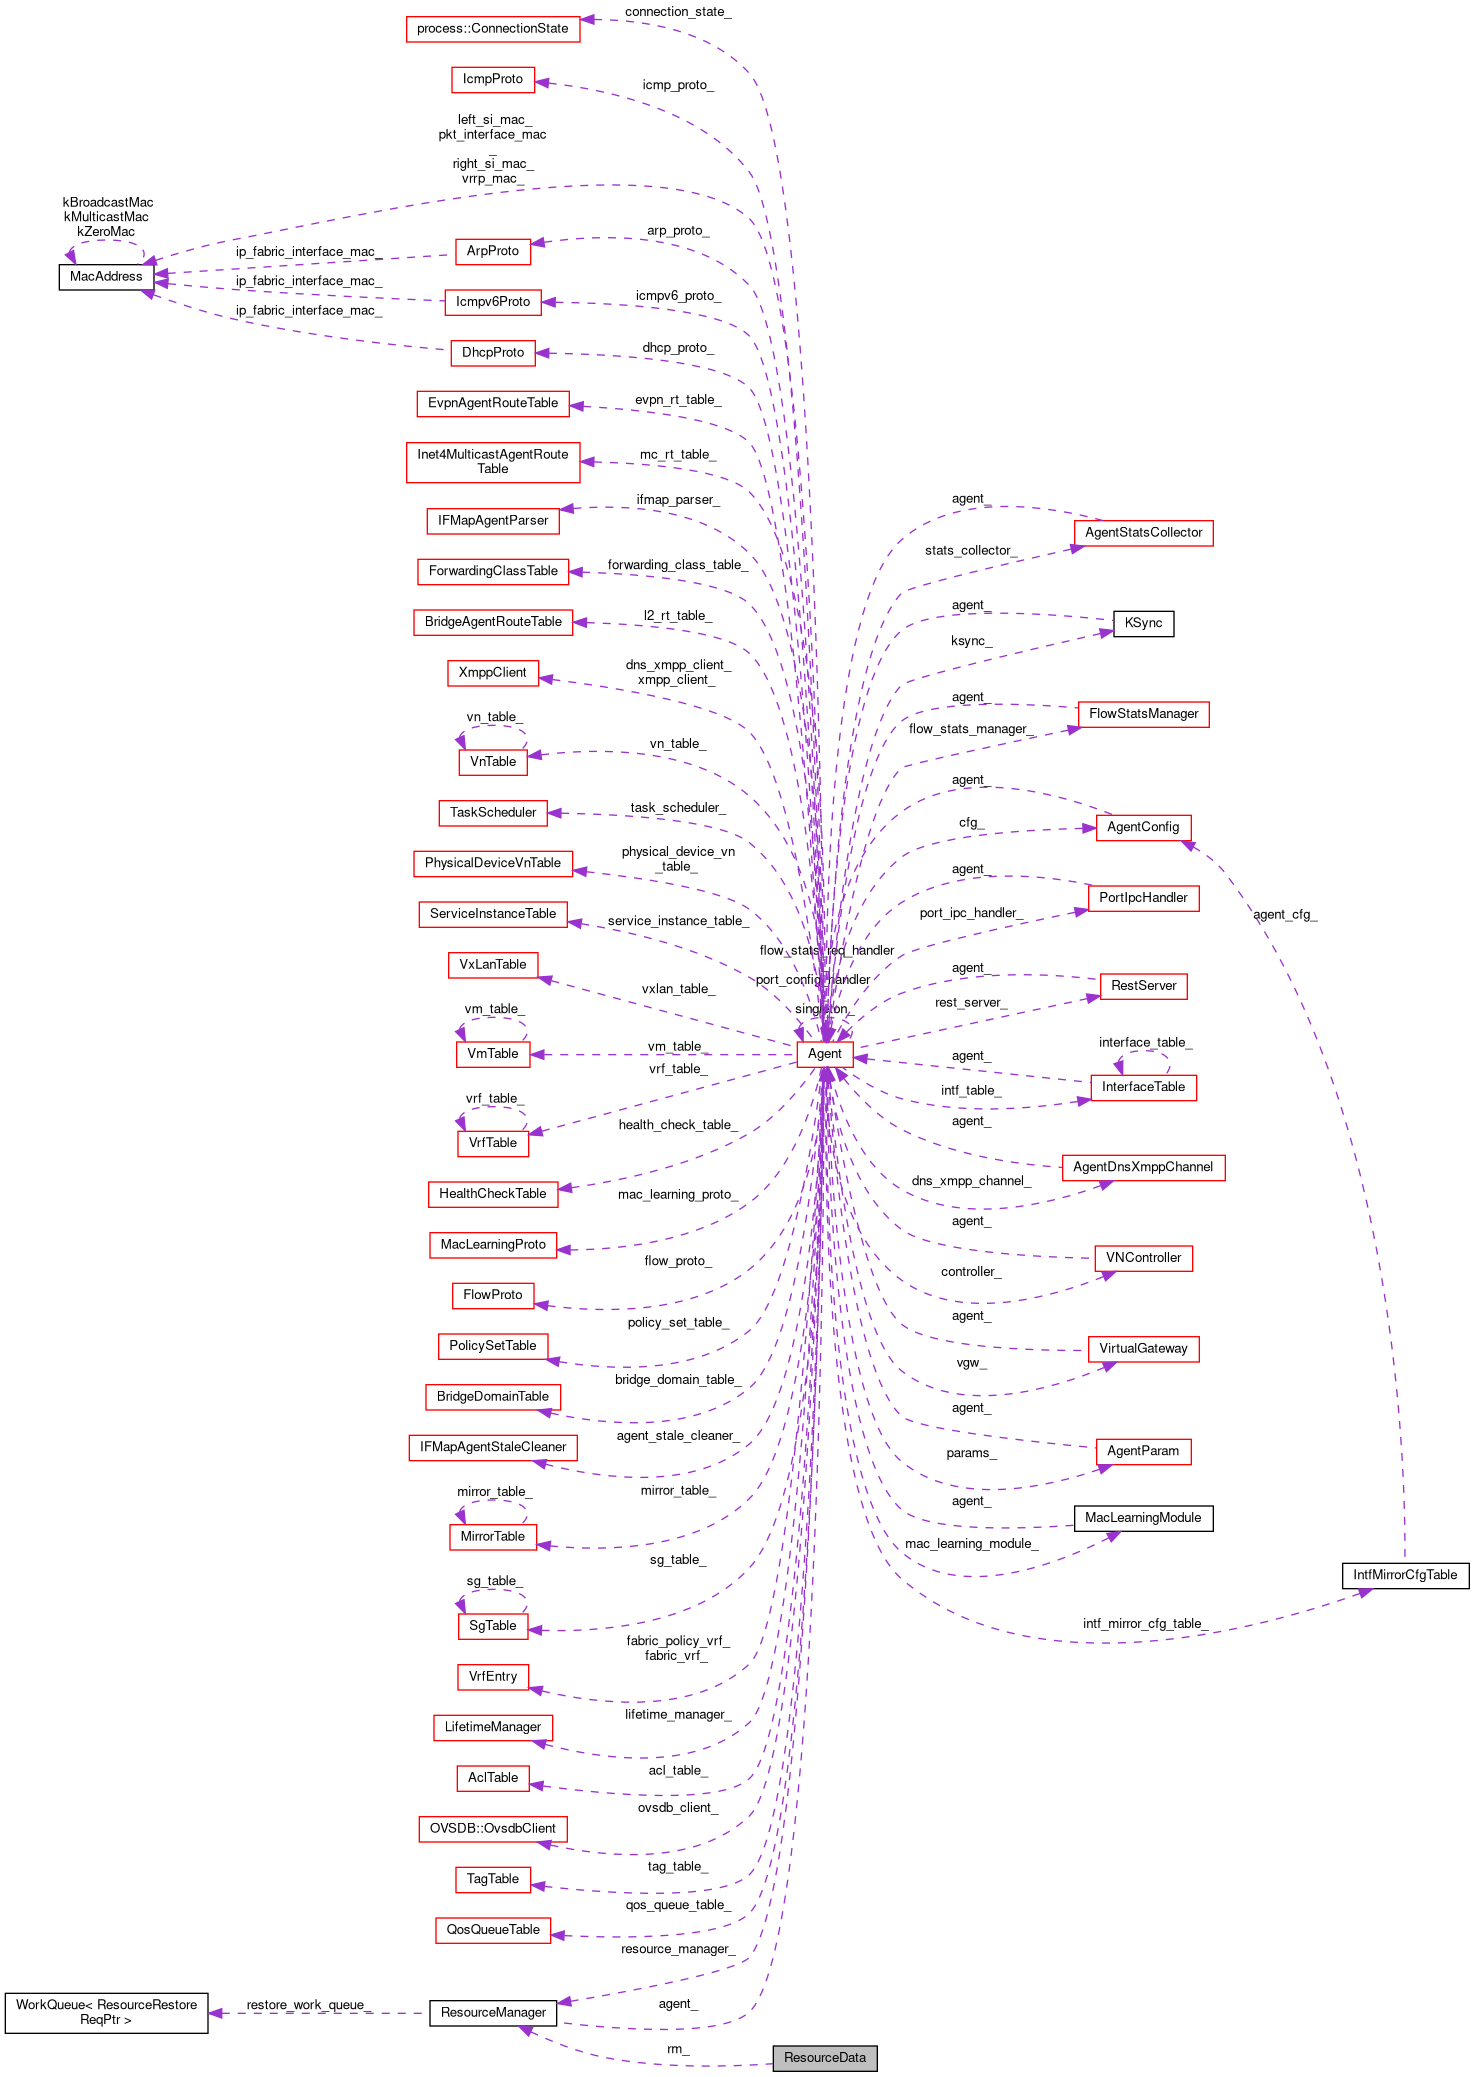 connection_state_
process::ConnectionState
IcmpProto
icmp_proto_
left_si_mac_
pkt_interface_mac
_
right_si_mac_
vrrp_mac_
kBroadcastMac
kMulticastMac
kZeroMac
MacAddress
ip_fabric_interface_mac_
ArpProto
arp_proto_
ip_fabric_interface_mac_
Icmpv6Proto
icmpv6_proto_
ip_fabric_interface_mac_
DhcpProto
dhcp_proto_
EvpnAgentRouteTable
evpn_rt_table_
Inet4MulticastAgentRoute
Table
mc_rt_table_
IFMapAgentParser
ifmap_parser_
ForwardingClassTable
forwarding_class_table_
BridgeAgentRouteTable
l2_rt_table_
XmppClient
dns_xmpp_client_
xmpp_client_
vn_table_
VnTable
vn_table_
TaskScheduler
task_scheduler_
PhysicalDeviceVnTable
physical_device_vn
_table_
ServiceInstanceTable
service_instance_table_
VxLanTable
vxlan_table_
vm_table_
VmTable
vm_table_
vrf_table_
vrf_table_
VrfTable
HealthCheckTable
health_check_table_
MacLearningProto
mac_learning_proto_
FlowProto
flow_proto_
PolicySetTable
policy_set_table_
BridgeDomainTable
bridge_domain_table_
IFMapAgentStaleCleaner
agent_stale_cleaner_
mirror_table_
MirrorTable
mirror_table_
sg_table_
SgTable
sg_table_
VrfEntry
fabric_policy_vrf_
fabric_vrf_
LifetimeManager
lifetime_manager_
AclTable
acl_table_
OVSDB::OvsdbClient
ovsdb_client_
TagTable
tag_table_
QosQueueTable
qos_queue_table_
resource_manager_
WorkQueue< ResourceRestore
ReqPtr >
restore_work_queue_
ResourceManager
agent_
rm_
ResourceData
flow_stats_req_handler
_
port_config_handler
_
singleton_
Agent
agent_
AgentStatsCollector
stats_collector_
agent_
KSync
ksync_
agent_
FlowStatsManager
flow_stats_manager_
agent_
AgentConfig
cfg_
agent_
PortIpcHandler
port_ipc_handler_
agent_cfg_
agent_
RestServer
rest_server_
interface_table_
agent_
InterfaceTable
intf_table_
agent_
AgentDnsXmppChannel
dns_xmpp_channel_
agent_
VNController
controller_
agent_
VirtualGateway
vgw_
agent_
AgentParam
params_
agent_
MacLearningModule
mac_learning_module_
IntfMirrorCfgTable
intf_mirror_cfg_table_